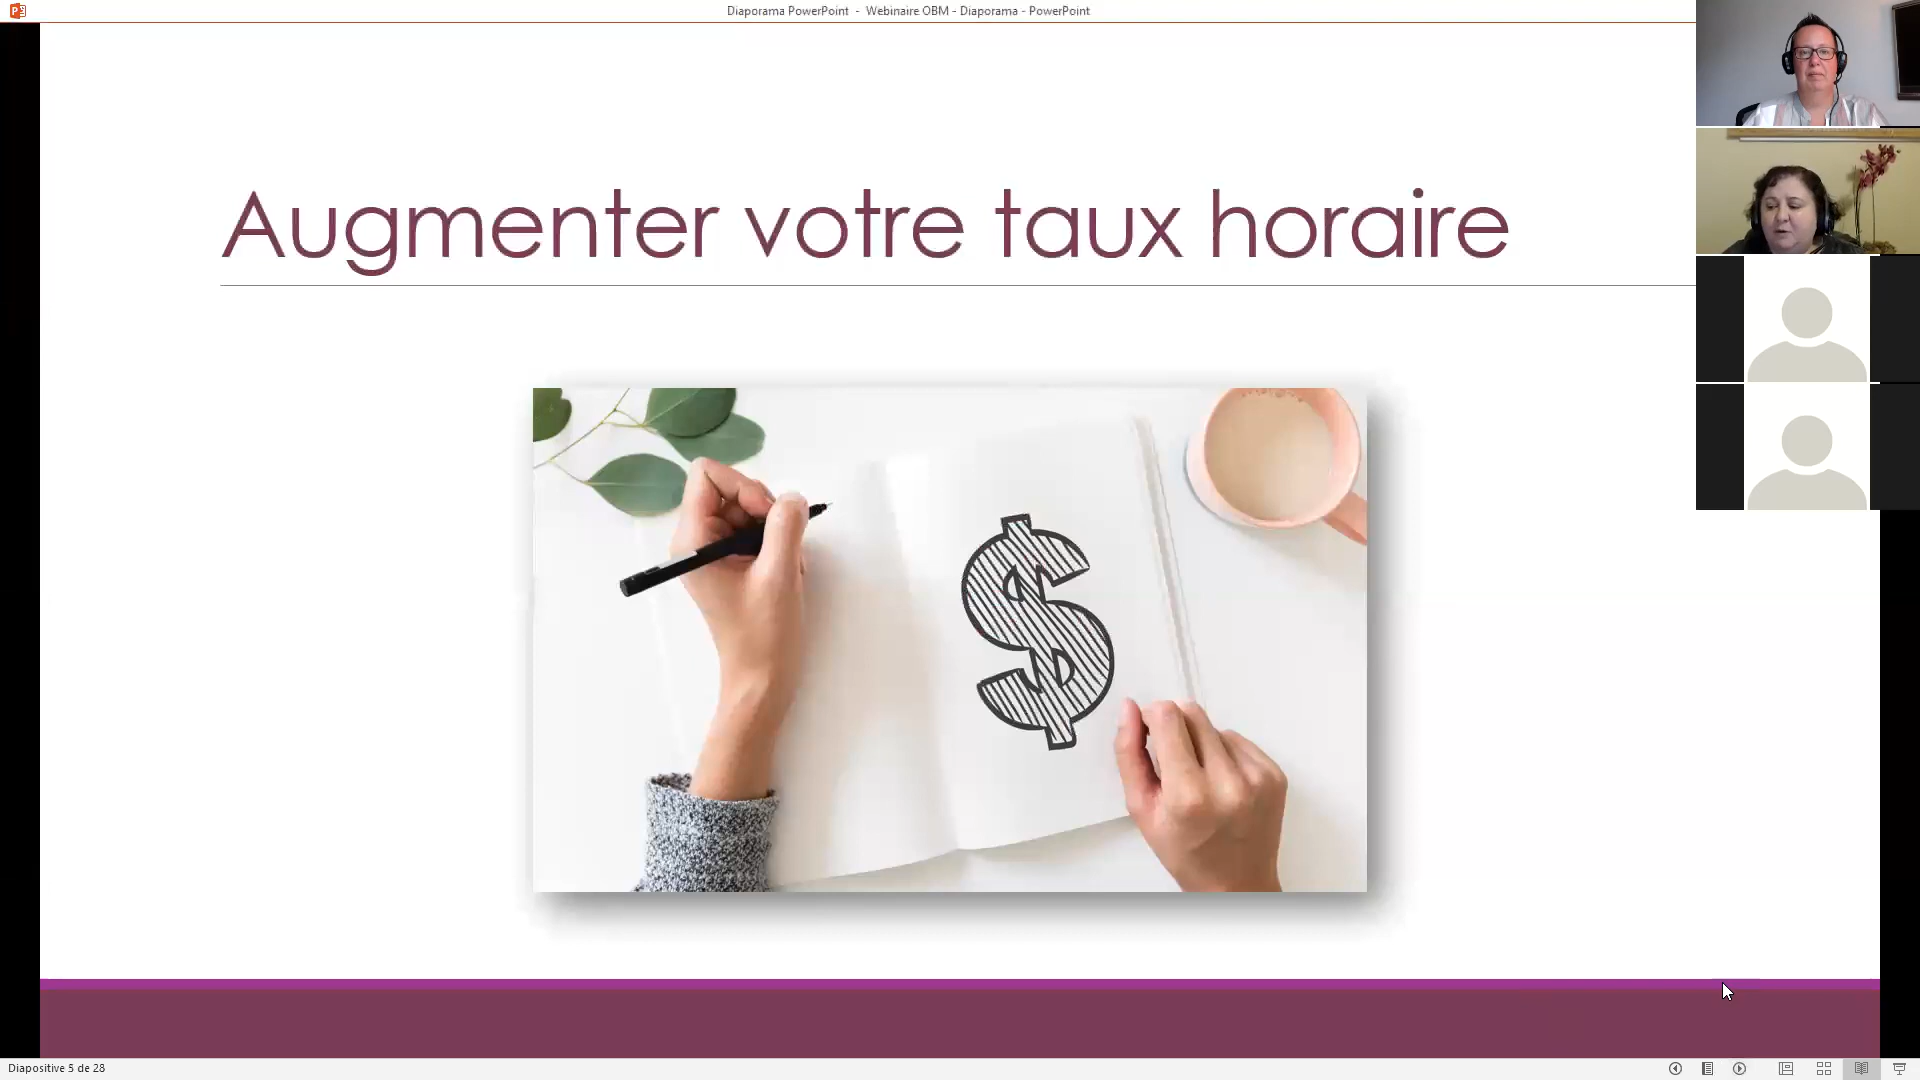 Diaporama PowerPoint - Webinaire OBM - Diaporama - PowerPoint
Augmenter votre taux horaire
$
Diapositive 5 de 28